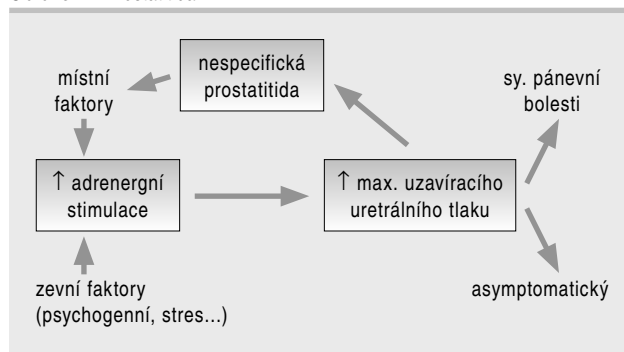 nespecifická
prostatitida
místní
faktory
sy. pánevní
bolesti
↑ adrenergní
stimulace
↑ max. uzavíracího
uretrálního tlaku
zevní faktory
(psychogenní, stres...)
asymptomatický